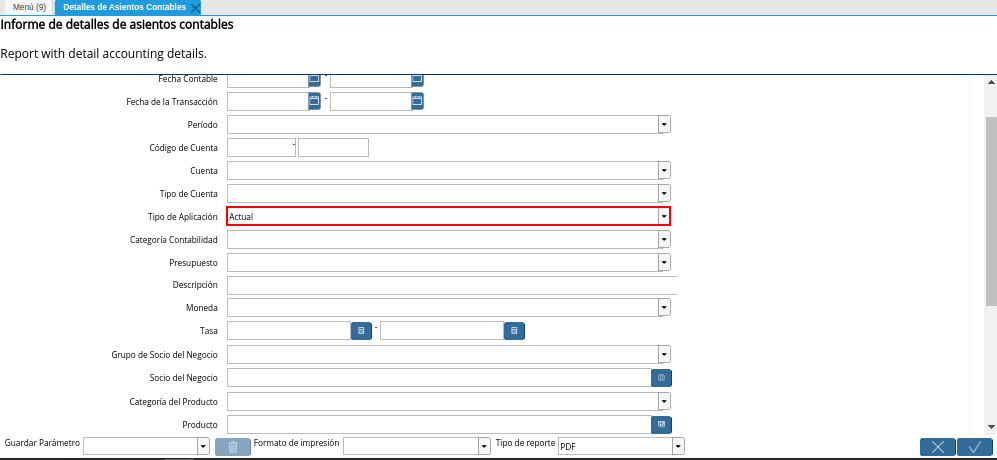 Menú (9) Detalles de Asientos Contables
Informe de detalles de asientos contables
Report with detail accounting details.
Fecha Contable -
Fecha de la Transacción -
Período
Código de Cuenta -
Cuenta
Tipo de Cuenta
Tipo de Aplicación Actual
Categoría Contabilidad
Presupuesto
Descripción
Moneda
Tasa -
Grupo de Socio del Negocio
Socio del Negocio
Categoría del Producto
Producto
Guardar Parámetro Formato de impresión Tipo de reporte PDF